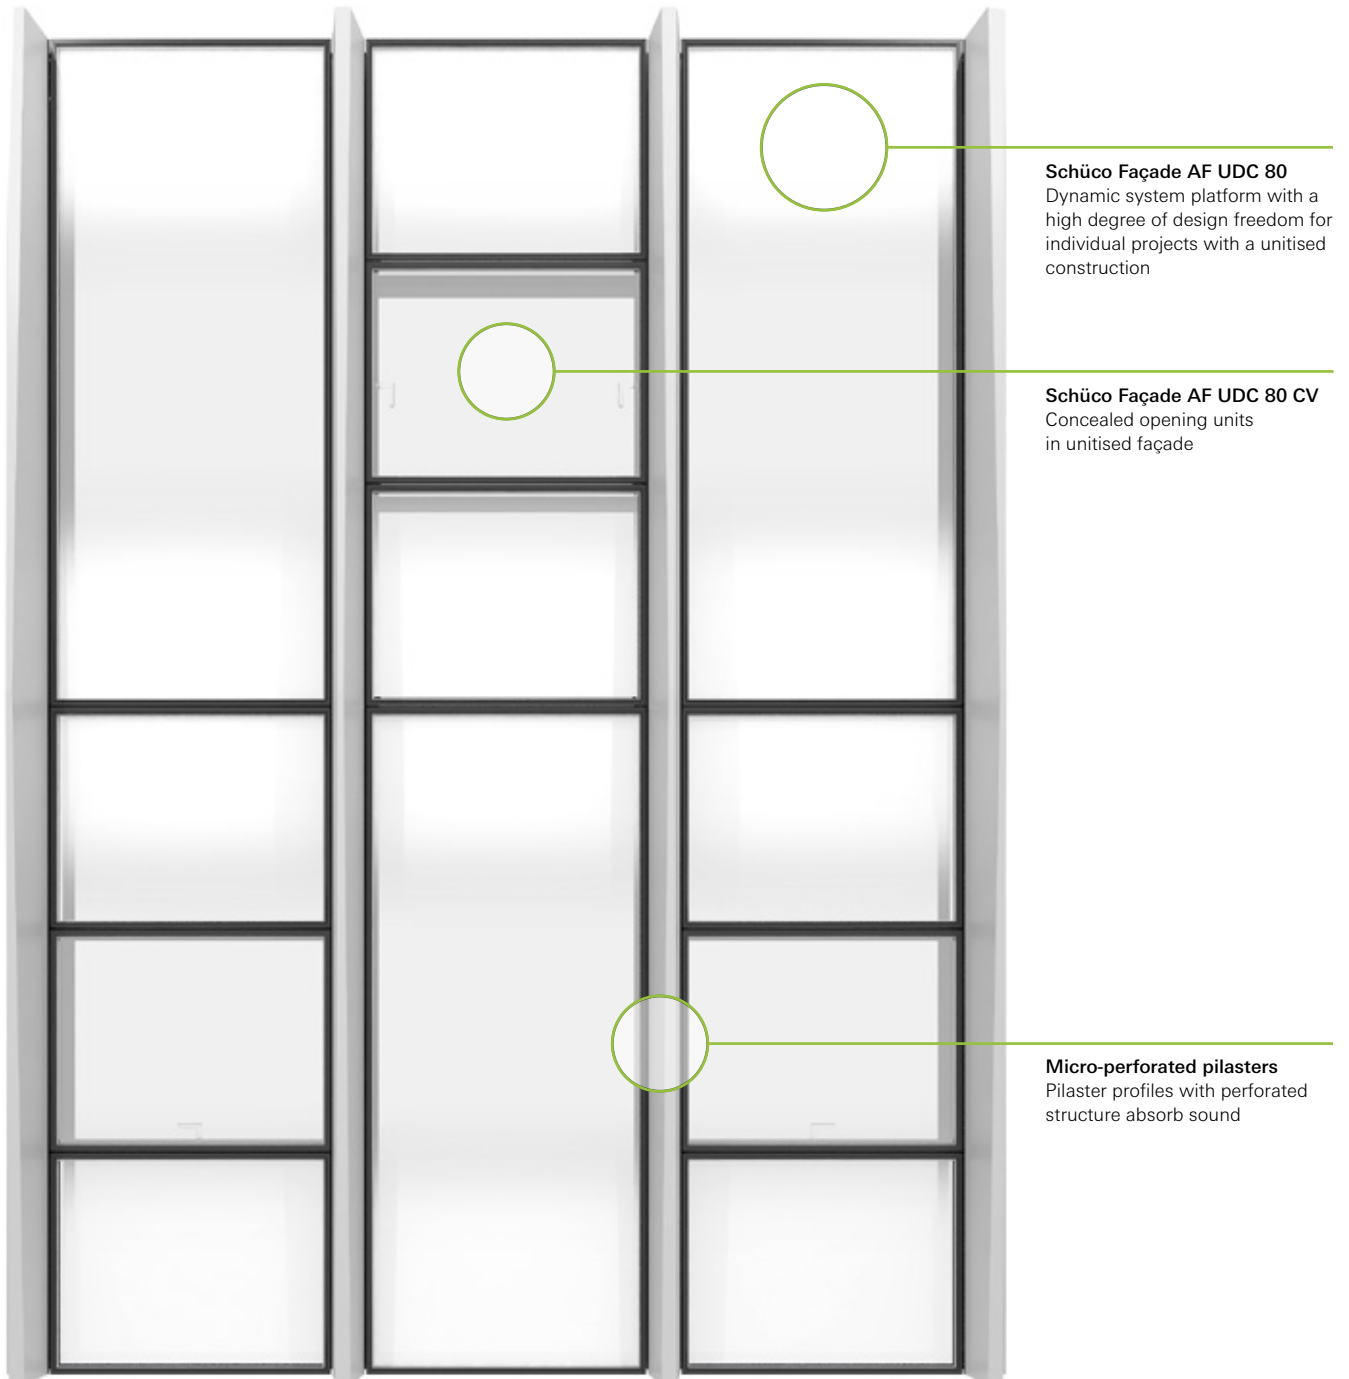 Schüco Façade AF UDC 80
Dynamic system platform with a
high degree of design freedom for
individual projects with a unitised
construction
Schüco Façade AF UDC 80 CV
Concealed opening units
in unitised façade
Micro-perforated pilasters
Pilaster profiles with perforated
structure absorb sound